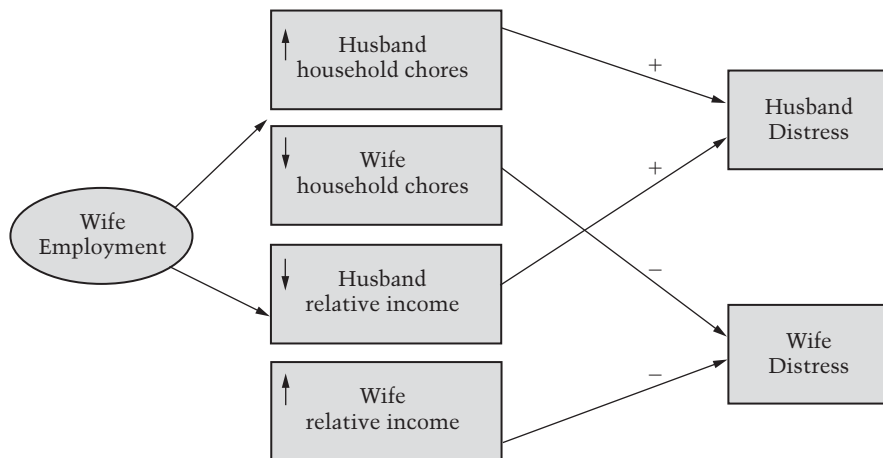 Husband
household chores
+
Husband
Distress
Wife
household chores
+
Wife
Employment
Husband
relative income
−
Wife
Distress
Wife
relative income
−